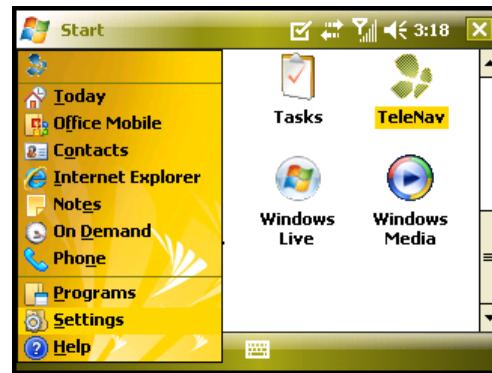 Start
3:18
Today
Office Mobile
Contacts
Internet Explorer
Notes
On Demand
Phone
Programs
Settings
Help
Tasks
TeleNav
Windows
Live
Windows
Media